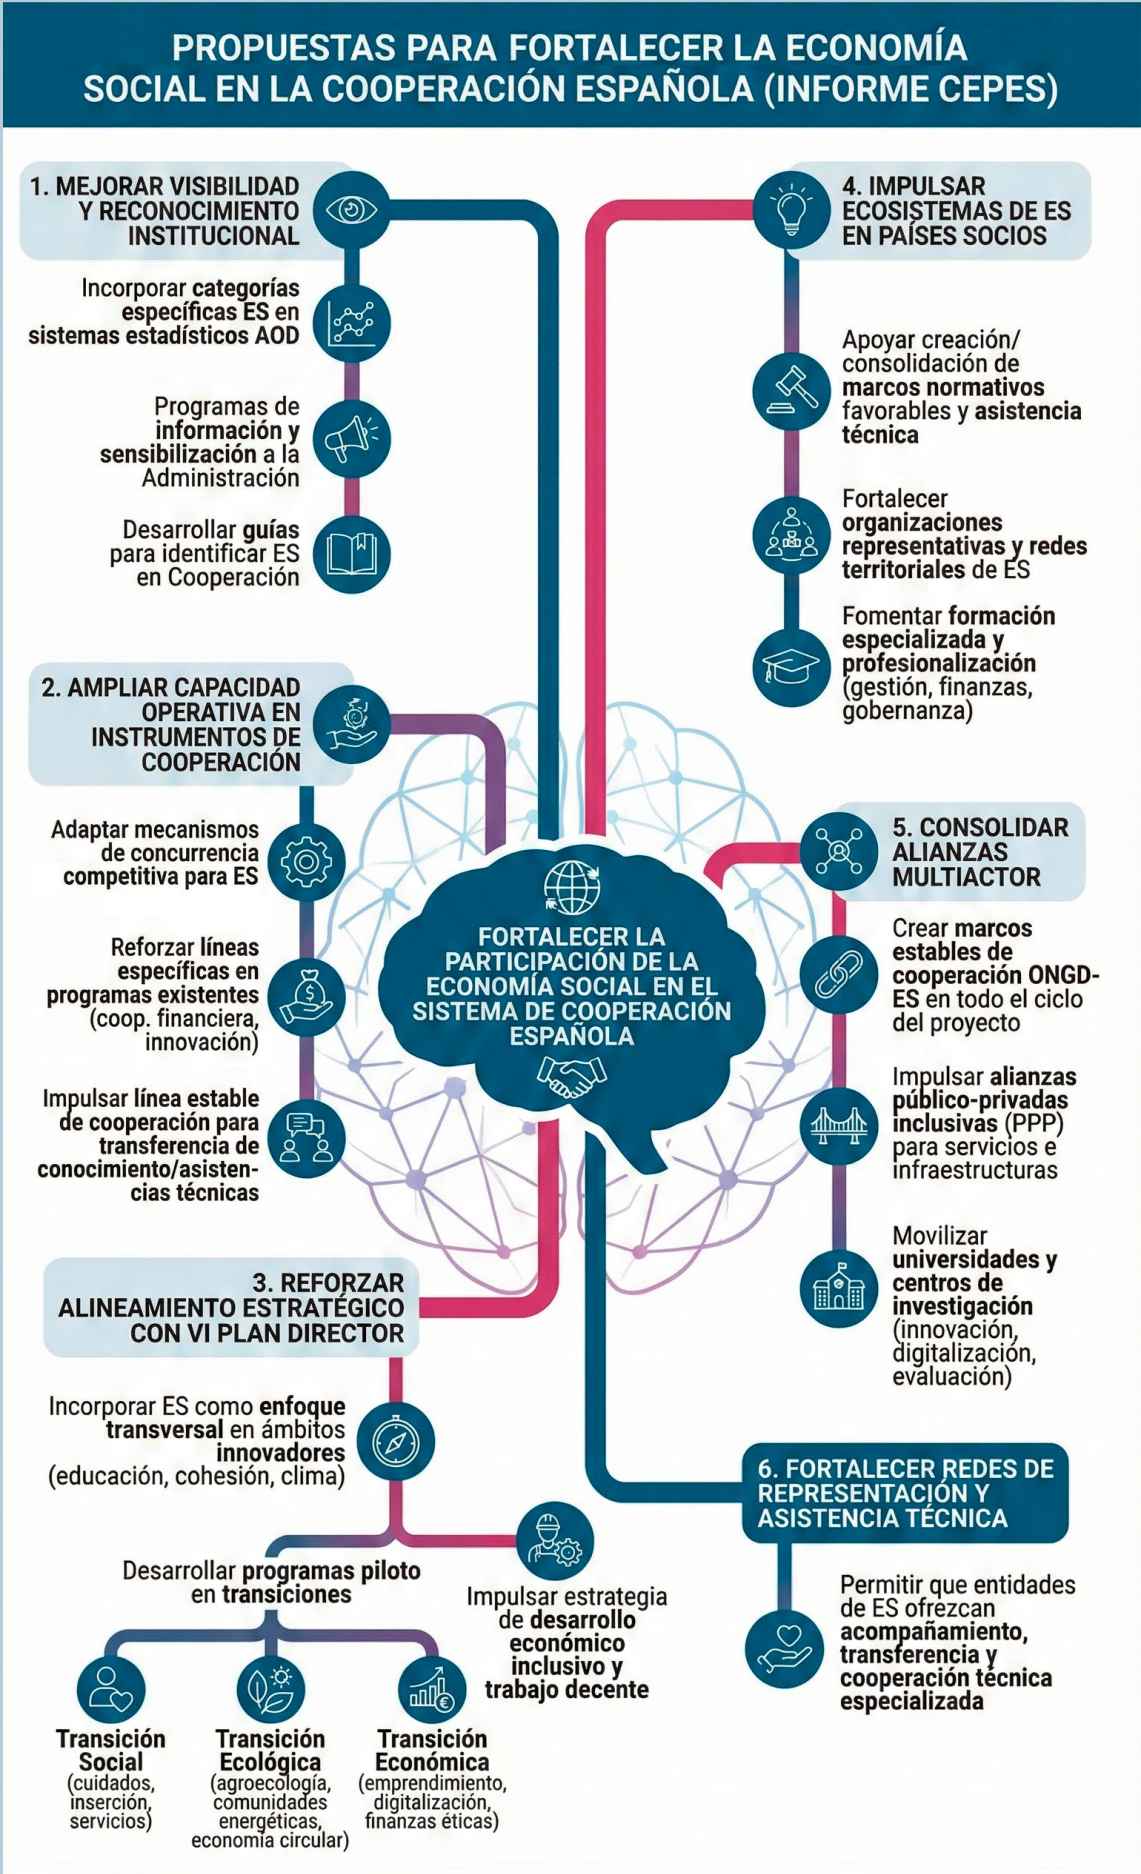 PROPUESTAS PARA FORTALECER LA ECONOMÍA
SOCIAL EN LA COOPERACIÓN ESPAÑOLA (INFORME CEPES)
1. MEJORAR VISIBILIDAD
Y RECONOCIMIENTO
INSTITUCIONAL
Incorporar categorías
específicas ES en
sistemas estadísticos AOD
Programas de
información y
sensibilización a la
Administración
Desarrollar guías
para identificar ES
en Cooperación
2. AMPLIAR CAPACIDAD
OPERATIVA EN
INSTRUMENTOS DE
COOPERACIÓN
Adaptar mecanismos
de concurrencia
competitiva para ES
Reforzar líneas
específicas en
programas existentes
(coop. financiera,
innovación)
$
Impulsar línea estable
de cooperación para
transferencia de
conocimiento/asisten-
cias técnicas
FORTALECER LA
PARTICIPACIÓN DE LA
ECONOMÍA SOCIAL EN EL
SISTEMA DE COOPERACIÓN
ESPAÑOLA
3. REFORZAR
ALINEAMIENTO ESTRATÉGICO
CON VI PLAN DIRECTOR
Incorporar ES como enfoque
transversal en ámbitos
innovadores
(educación, cohesión, clima)
Desarrollar programas piloto
en transiciones
Impulsar estrategia
de desarrollo
económico
inclusivo y
trabajo decente
€
Transición
Social
(cuidados,
inserción,
servicios)
Transición
Ecológica
(agroecología,
comunidades
energéticas,
economía circular)
Transición
Económica
(emprendimiento,
digitalización,
finanzas éticas)
4. IMPULSAR
ECOSISTEMAS DE ES
EN PAÍSES SOCIOS
Apoyar creación/
consolidación de
marcos normativos
favorables y asistencia
técnica
Fortalecer
organizaciones
representativas y redes
territoriales de ES
Fomentar formación
especializada y
profesionalización
(gestión, finanzas,
gobernanza)
5. CONSOLIDAR
ALIANZAS
MULTIACTOR
Crear marcos
estables de
cooperación ONGD-
ES en todo el ciclo
del proyecto
Impulsar alianzas
público-privadas
inclusivas (PPP)
para servicios e
infraestructuras
Movilizar
universidades y
centros de
investigación
(innovación,
digitalización,
evaluación)
6. FORTALECER REDES DE
REPRESENTACIÓN Y
ASISTENCIA TÉCNICA
Permitir que entidades
de ES ofrezcan
acompañamiento,
transferencia y
cooperación técnica
especializada